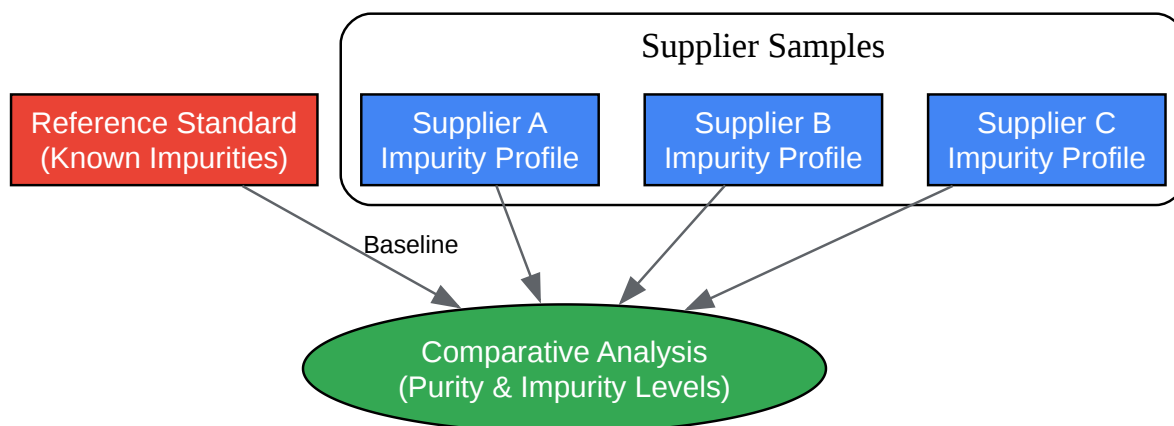 Supplier Samples
Reference Standard
(Known Impurities)
Supplier A
Impurity Profile
Supplier B
Impurity Profile
Supplier C
Impurity Profile
Baseline
Comparative Analysis
(Purity & Impurity Levels)